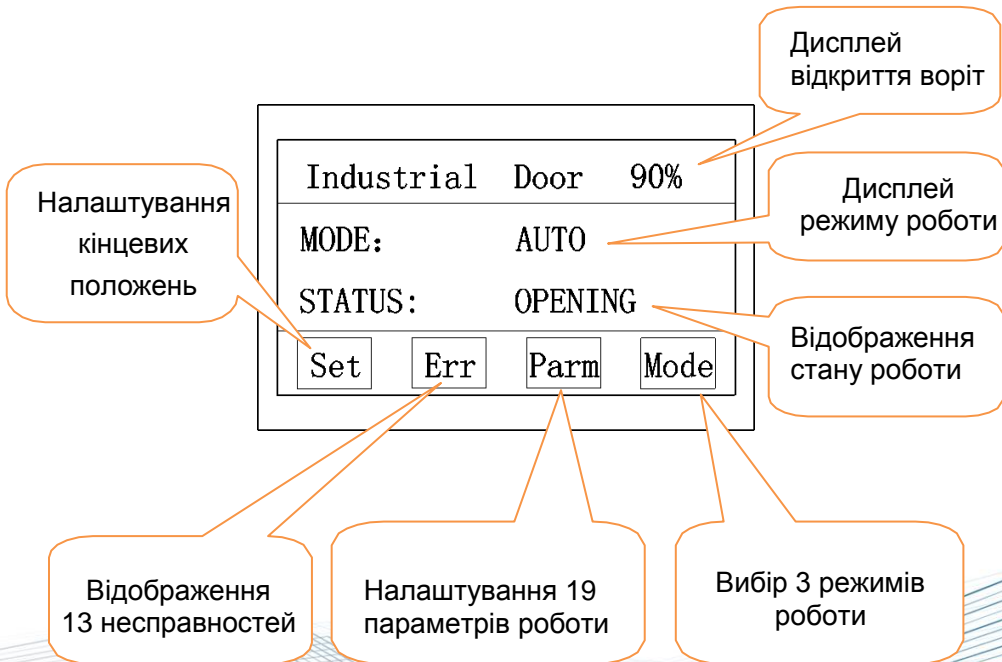 Дисплей
відкриття воріт
Industrial Door 90%
Налаштування
кінцевих
положень
Дисплей
режиму роботи
MODE: AUTO
STATUS: OPENING
Відображення
стану роботи
Set Err Parm Mode
Відображення
13 несправностей
Налаштування 19
параметрів роботи
Вибір 3 режимів
роботи